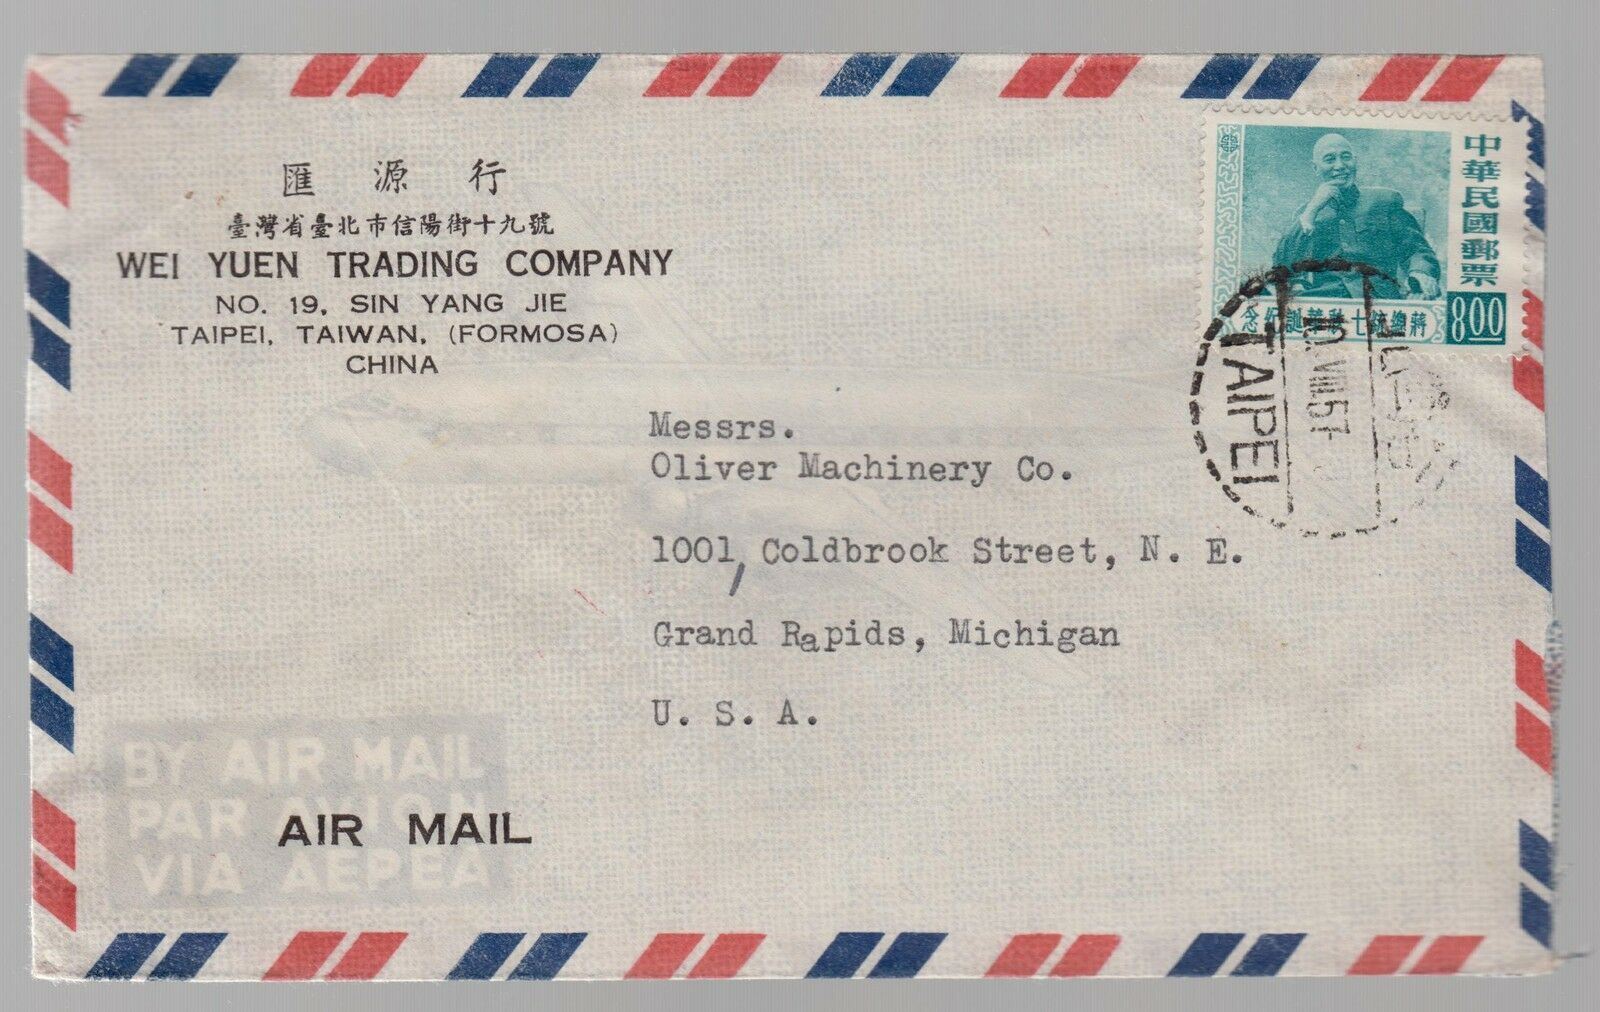 匯源行
臺灣省臺北市信陽街十九號
WEI YUEN TRADING COMPANY
NO. 19, SIN YANG JIE
TAIPEI, TAIWAN, (FORMOSA)
CHINA
中華民國郵票
8.00
蔣總統七秩華誕紀念
TAIPEI
10.VIII.57
Messrs.
Oliver Machinery Co.
1001, Coldbrook Street, N. E.
Grand Rapids, Michigan
U. S. A.
BY AIR MAIL
PAR AVION
VIA AEPEA
AIR MAIL